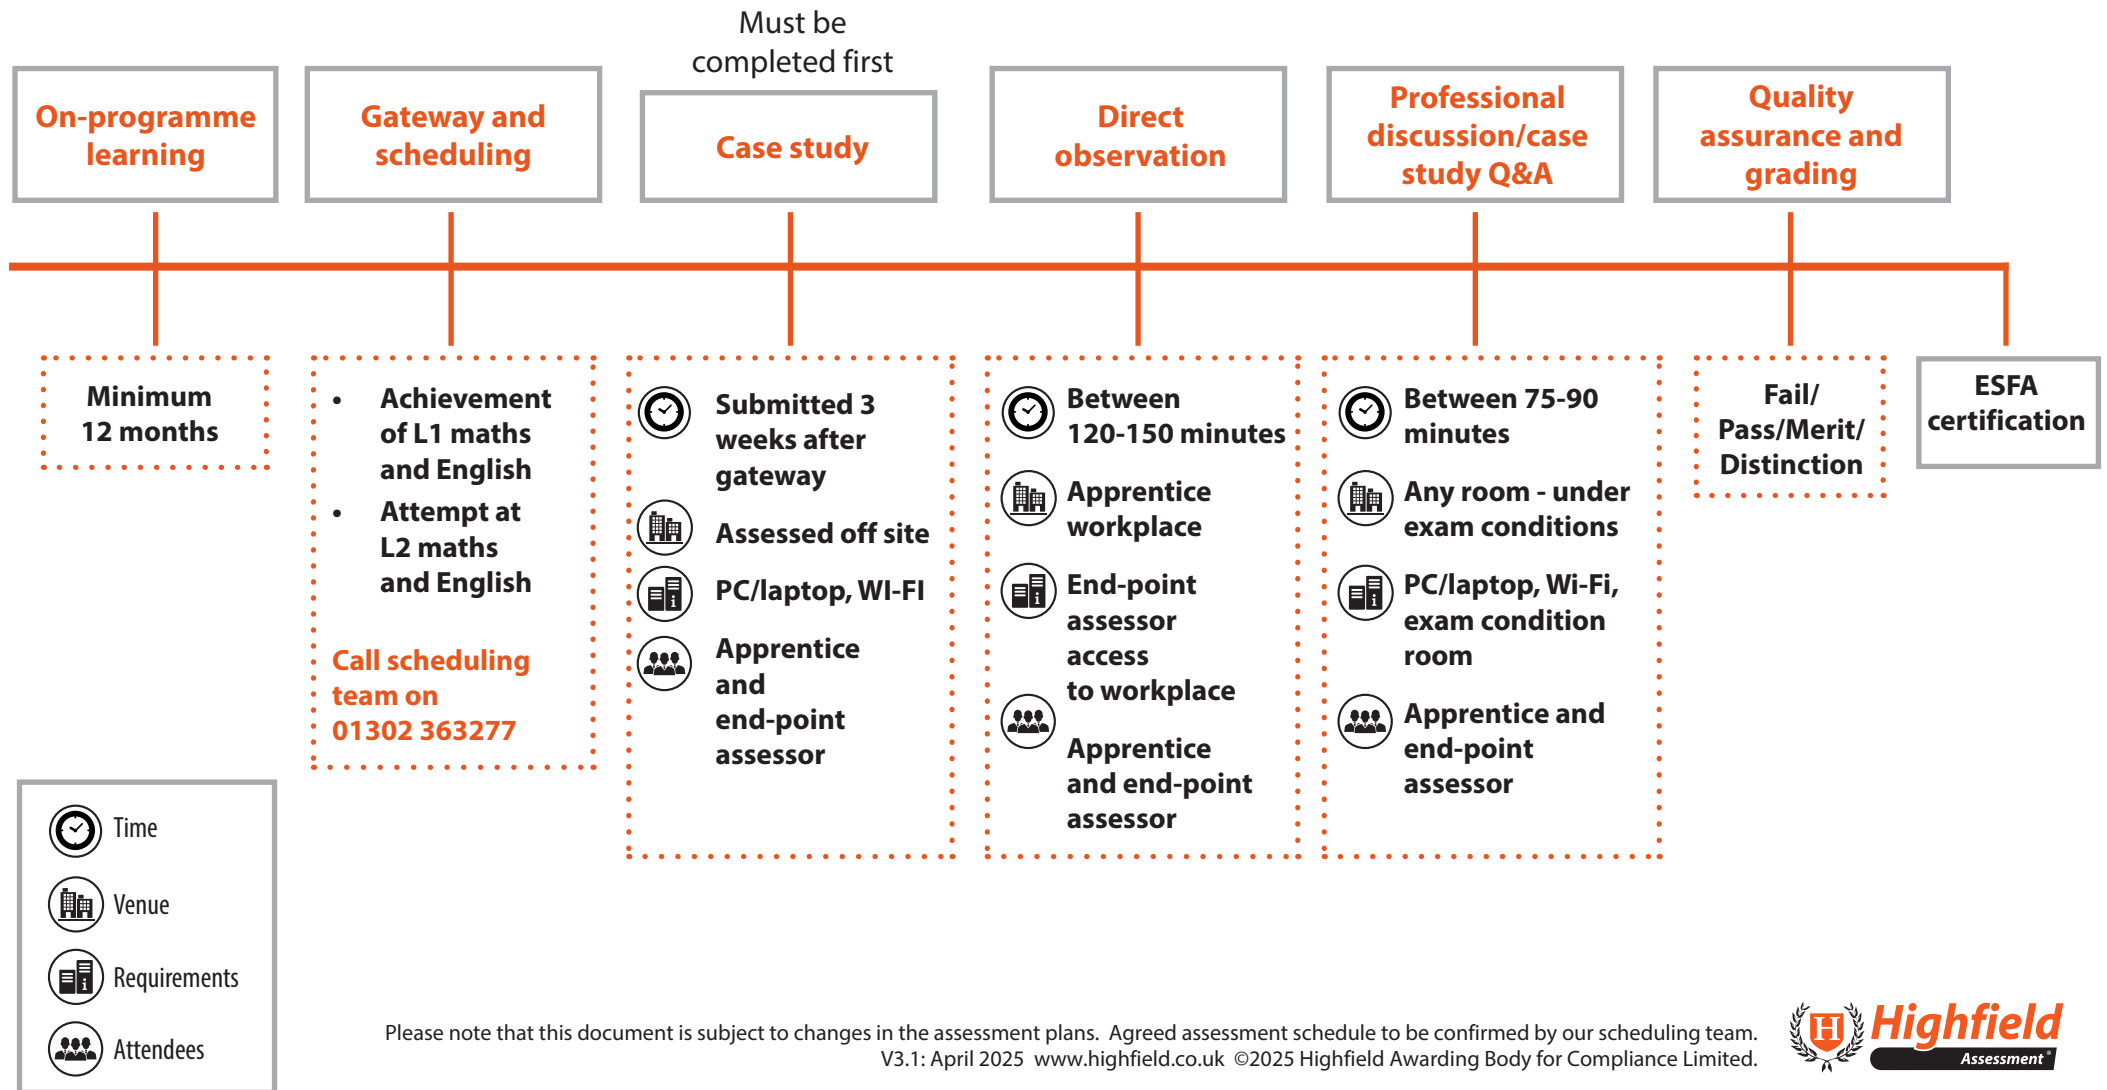 Must be
completed first
On-programme
learning
Gateway and
scheduling
Case study
Direct
observation
Professional
discussion/case
study Q&A
Quality
assurance and
grading
Minimum
12 months
• Achievement
of L1 maths
and English
• Attempt at
L2 maths
and English
Call scheduling
team on
01302 363277
Submitted 3
weeks after
gateway
Assessed off site
PC/laptop, WI-FI
Apprentice
and
end-point
assessor
Between
120-150 minutes
Apprentice
workplace
End-point
assessor
access
to workplace
Apprentice
and end-point
assessor
Between 75-90
minutes
Any room - under
exam conditions
PC/laptop, Wi-Fi,
exam condition
room
Apprentice and
end-point
assessor
Fail/
Pass/Merit/
Distinction
ESFA
certification
Time
Venue
Requirements
Attendees
Please note that this document is subject to changes in the assessment plans. Agreed assessment schedule to be confirmed by our scheduling team.
V3.1: April 2025 www.highfield.co.uk ©2025 Highfield Awarding Body for Compliance Limited.
H
Highfield
Assessment®